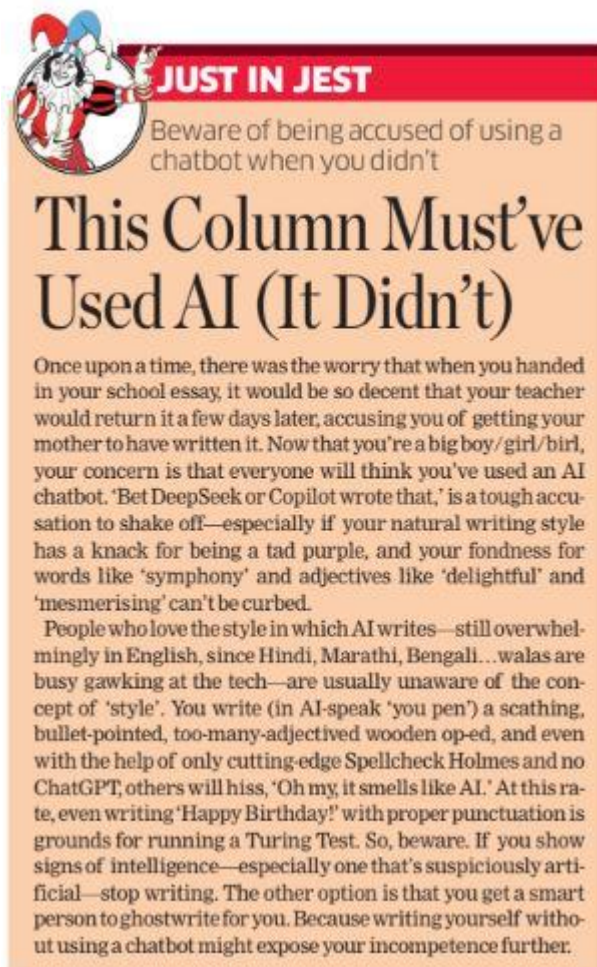 JUST IN JEST
Beware of being accused of using a
chatbot when you didn't
This Column Must've
Used AI (It Didn't)
Once upon a time, there was the worry that when you handed
in your school essay, it would be so decent that your teacher
would return it a few days later, accusing you of getting your
mother to have written it. Now that you're a big boy/girl/birl,
your concern is that everyone will think you've used an AI
chatbot. 'Bet DeepSeek or Copilot wrote that,' is a tough accu-
sation to shake off—especially if your natural writing style
has a knack for being a tad purple, and your fondness for
words like 'symphony' and adjectives like 'delightful' and
'mesmerising' can't be curbed.
People who love the style in which AI writes—still overwhel-
mingly in English, since Hindi, Marathi, Bengali...walas are
busy gawking at the tech—are usually unaware of the con-
cept of 'style'. You write (in AI-speak 'you pen') a scathing,
bullet-pointed, too-many-adjectived wooden op-ed, and even
with the help of only cutting-edge Spellcheck Holmes and no
ChatGPT, others will hiss, 'Oh my, it smells like AI.' At this ra-
te, even writing 'Happy Birthday!' with proper punctuation is
grounds for running a Turing Test. So, beware. If you show
signs of intelligence—especially one that's suspiciously arti-
ficial—stop writing. The other option is that you get a smart
person to ghostwrite for you. Because writing yourself witho-
ut using a chatbot might expose your incompetence further.